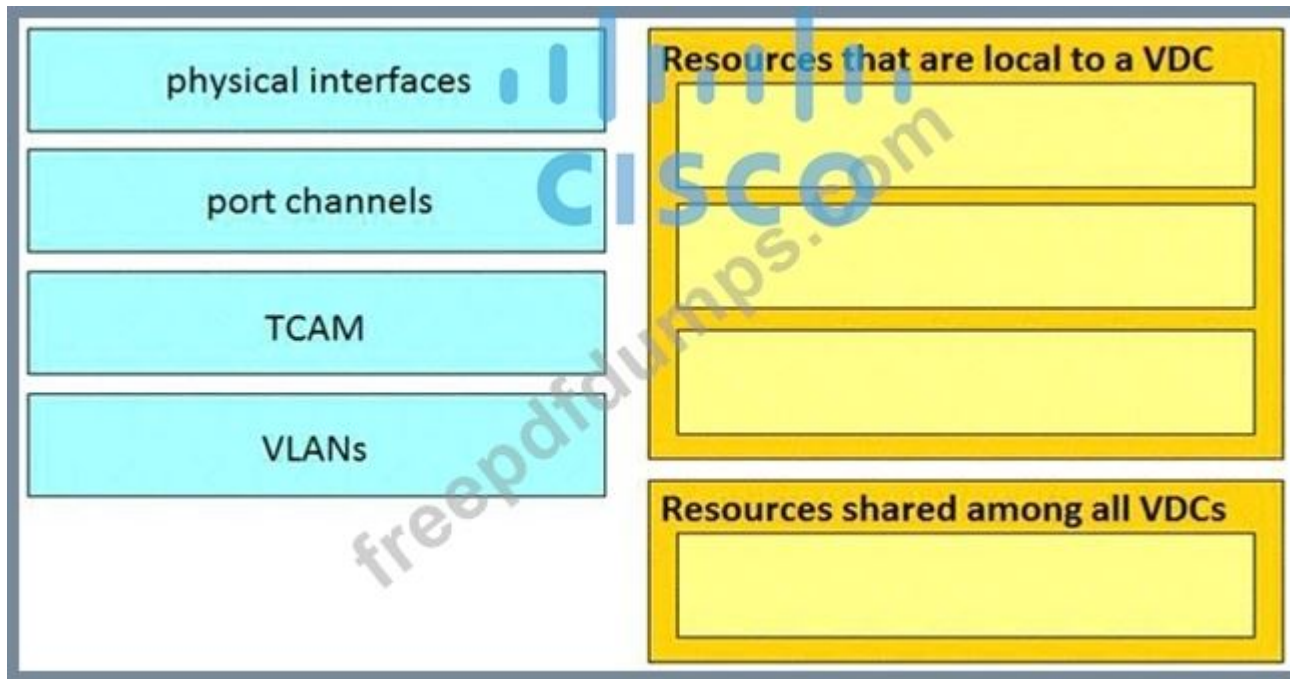 physical interfaces
port channels
TCAM
VLANs
Resources that are local to a VDC
Resources shared among all VDCs
CISCO
freepdfdumps.com